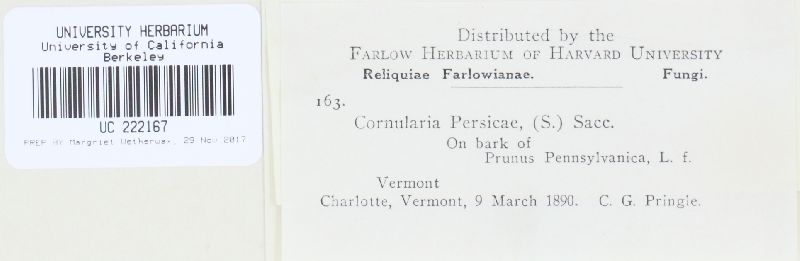 UNIVERSITY HERBARIUM
University of California
Berkeley
UC 222167
PREP BY Margriet Wetherwax, 29 Nov 2017
Distributed by the
FARLOW HERBARIUM OF HARVARD UNIVERSITY
Reliquiae Farlowianae. Fungi.
163.
Cornularia Persicae, (S.) Sacc.
On bark of
Prunus Pennsylvanica, L. f.
Vermont
Charlotte, Vermont, 9 March 1890. C. G. Pringle.